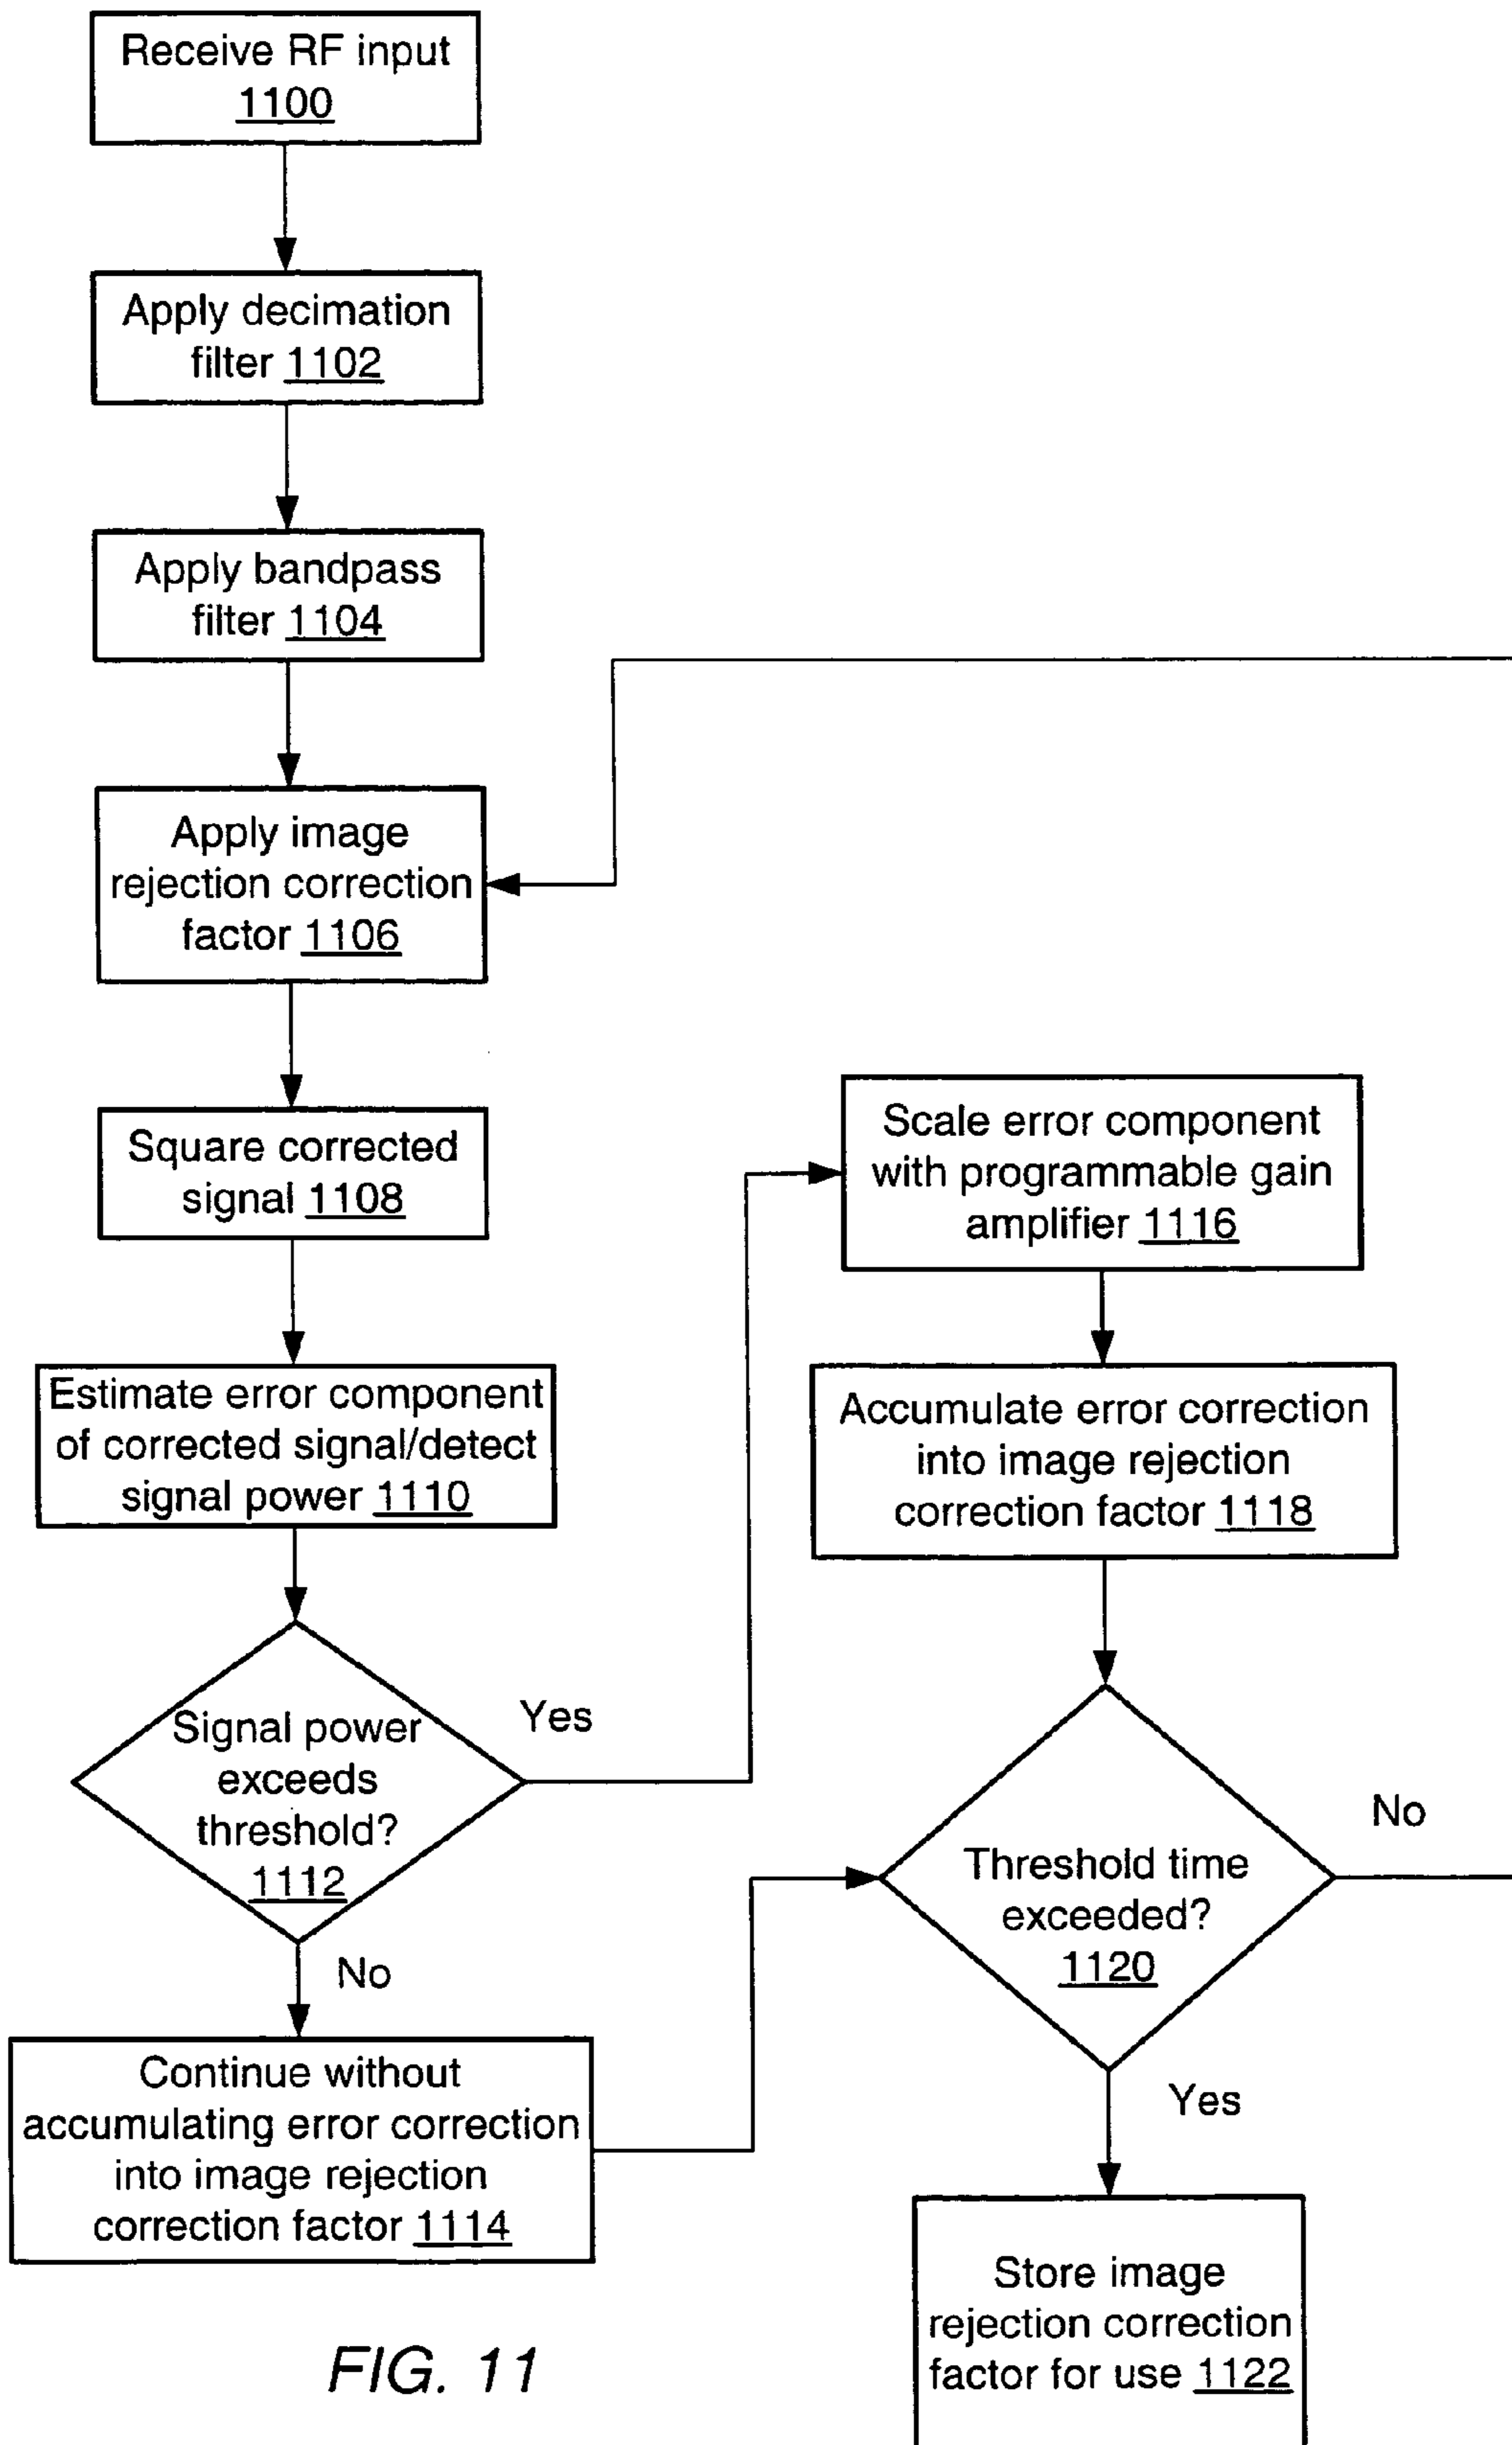 Receive RF input
1100
Apply decimation
filter 1102
Apply bandpass
filter 1104
Apply image
rejection correction
factor 1106
Square corrected
signal 1108
Estimate error component
of corrected signal/detect
signal power 1110
Signal power
exceeds
threshold?
1112
Yes
No
Continue without
accumulating error correction
into image rejection
correction factor 1114
Scale error component
with programmable gain
amplifier 1116
Accumulate error correction
into image rejection
correction factor 1118
Threshold time
exceeded?
1120
No
Yes
Store image
rejection correction
factor for use 1122
FIG. 11